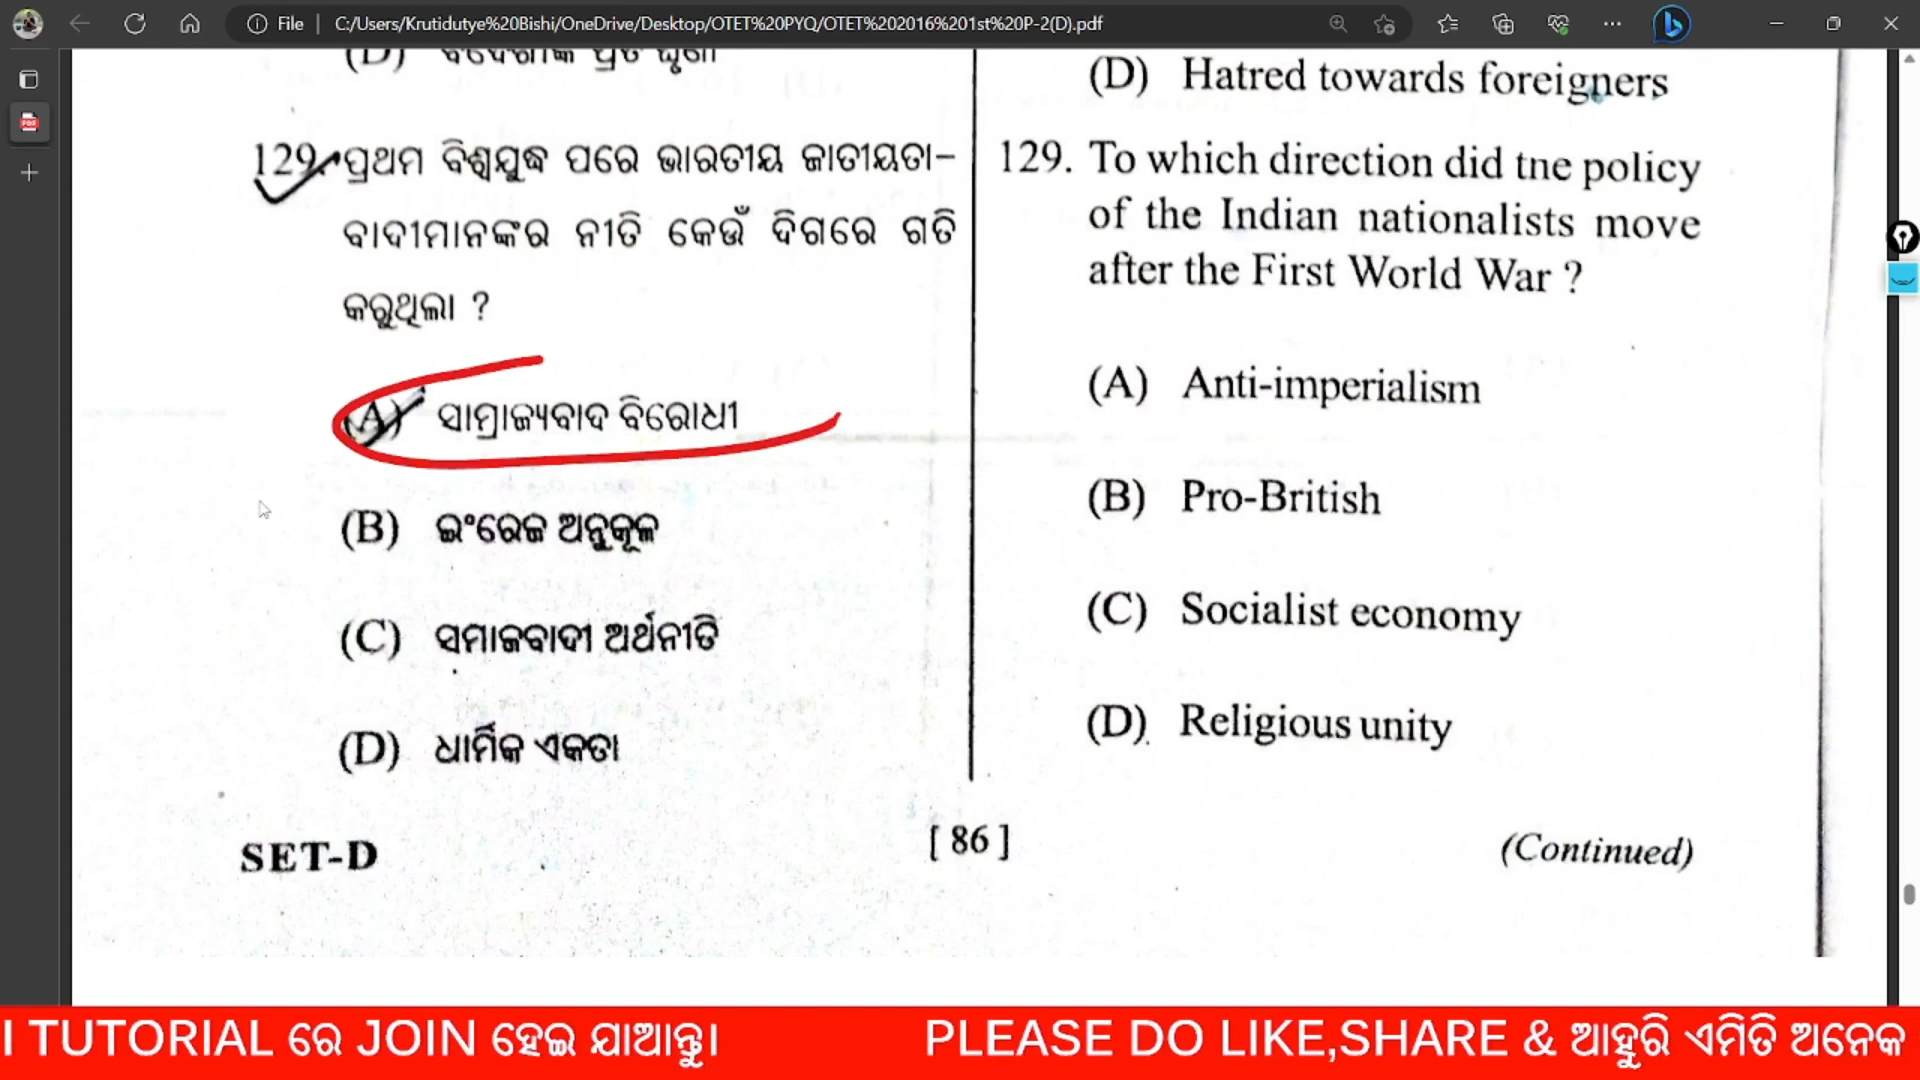 File
C:/Users/Krutidutye%20Bishi/OneDrive/Desktop/OTET%20PYQ/OTET%202016%201st%20P-2(D).pdf
(D) ବିଦେଶୀଙ୍କ ପ୍ରତି ଘୃଣା
129. ପ୍ରଥମ ବିଶ୍ୱଯୁଦ୍ଧ ପରେ ଭାରତୀୟ ଜାତୀୟତା-
ବାଦୀମାନଙ୍କର ନୀତି କେଉଁ ଦିଗରେ ଗତି
କରୁଥିଲା ?
(A) ସାମ୍ରାଜ୍ୟବାଦ ବିରୋଧୀ
(B) ଇଂରେଜ ଅନୁକୂଳ
(C) ସମାଜବାଦୀ ଅର୍ଥନୀତି
(D) ଧାର୍ମିକ ଏକତା
(D) Hatred towards foreigners
129. To which direction did tne policy
of the Indian nationalists move
after the First World War ?
(A) Anti-imperialism
(B) Pro-British
(C) Socialist economy
(D) Religious unity
SET-D
[ 86 ]
(Continued)
I TUTORIAL ରେ JOIN ହେଇ ଯାଆନ୍ତୁ। PLEASE DO LIKE,SHARE & ଆହୁରି ଏମିତି ଅନେକ